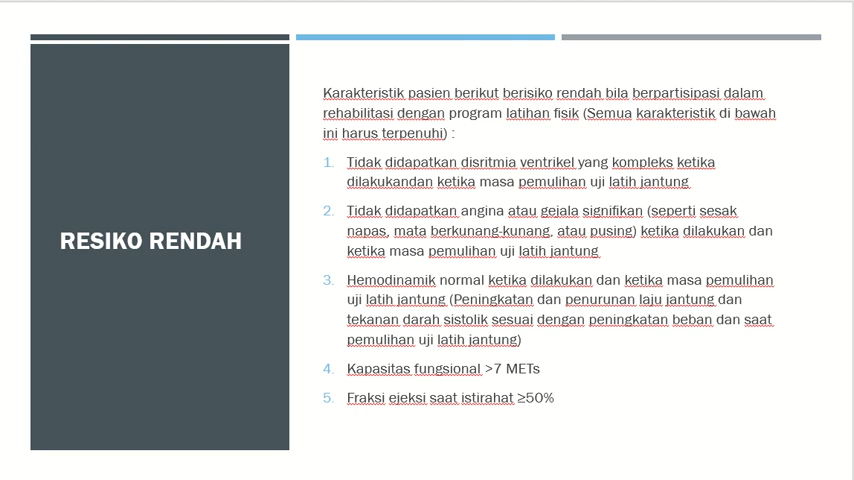 RESIKO RENDAH
Karakteristik pasien berikut berisiko rendah bila berpartisipasi dalam
rehabilitasi dengan program latihan fisik (Semua karakteristik di bawah
ini harus terpenuhi) :
1. Tidak didapatkan disritmia ventrikel yang kompleks ketika
dilakukandan ketika masa pemulihan uji latih jantung
2. Tidak didapatkan angina atau gejala signifikan (seperti sesak
napas, mata berkunang-kunang, atau pusing) ketika dilakukan dan
ketika masa pemulihan uji latih jantung
3. Hemodinamik normal ketika dilakukan dan ketika masa pemulihan
uji latih jantung (Peningkatan dan penurunan laju jantung dan
tekanan darah sistolik sesuai dengan peningkatan beban dan saat
pemulihan uji latih jantung)
4. Kapasitas fungsional >7 METs
5. Fraksi ejeksi saat istirahat ≥50%